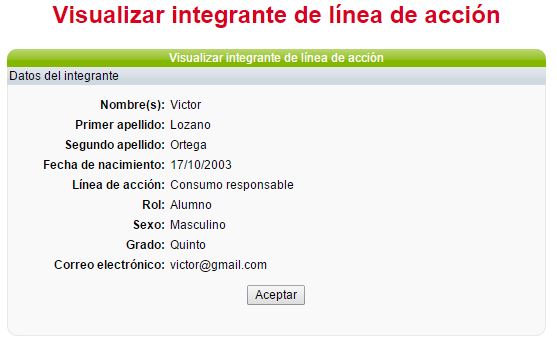 Visualizar integrante de línea de acción
Visualizar integrante de línea de acción
Datos del integrante
Nombre(s): Victor
Primer apellido: Lozano
Segundo apellido: Ortega
Fecha de nacimiento: 17/10/2003
Línea de acción: Consumo responsable
Rol: Alumno
Sexo: Masculino
Grado: Quinto
Correo electrónico: victor@gmail.com
Aceptar